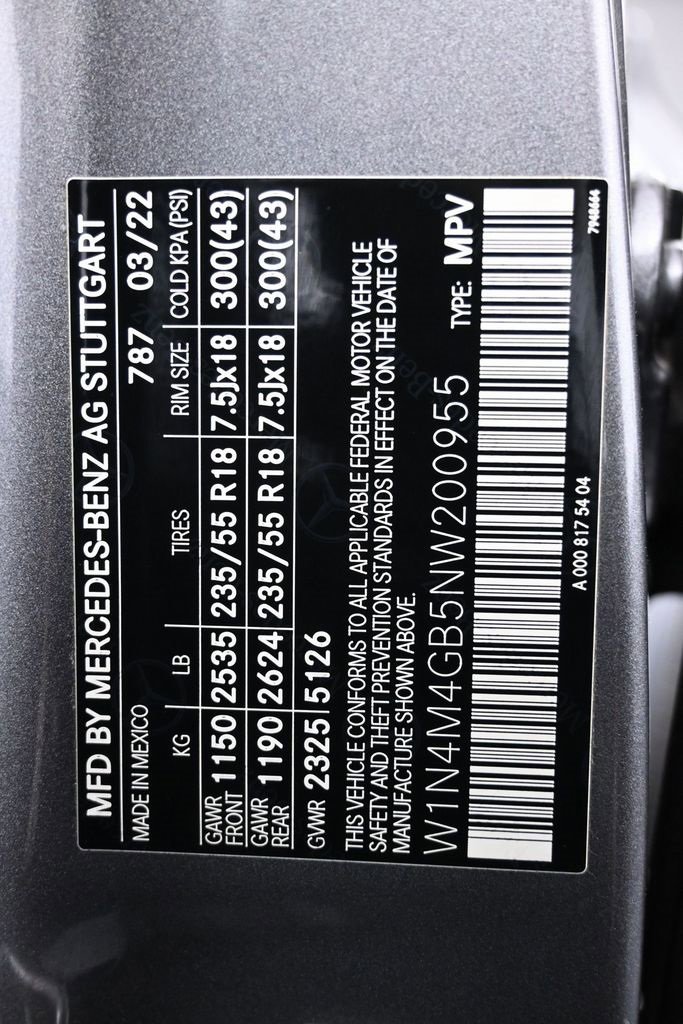 MFD BY MERCEDES-BENZ AG STUTTGART
MADE IN MEXICO 787 03/22
KG LB TIRES RIM SIZE COLD KPA(PSI)
GAWR FRONT 1150 2535 235/55 R18 7.5Jx18 300(43)
GAWR REAR 1190 2624 235/55 R18 7.5Jx18 300(43)
GVWR 2325 5126
THIS VEHICLE CONFORMS TO ALL APPLICABLE FEDERAL MOTOR VEHICLE
SAFETY AND THEFT PREVENTION STANDARDS IN EFFECT ON THE DATE OF
MANUFACTURE SHOWN ABOVE.
W1N4M4GB5NW200955 TYPE: MPV
A 000 817 54 04